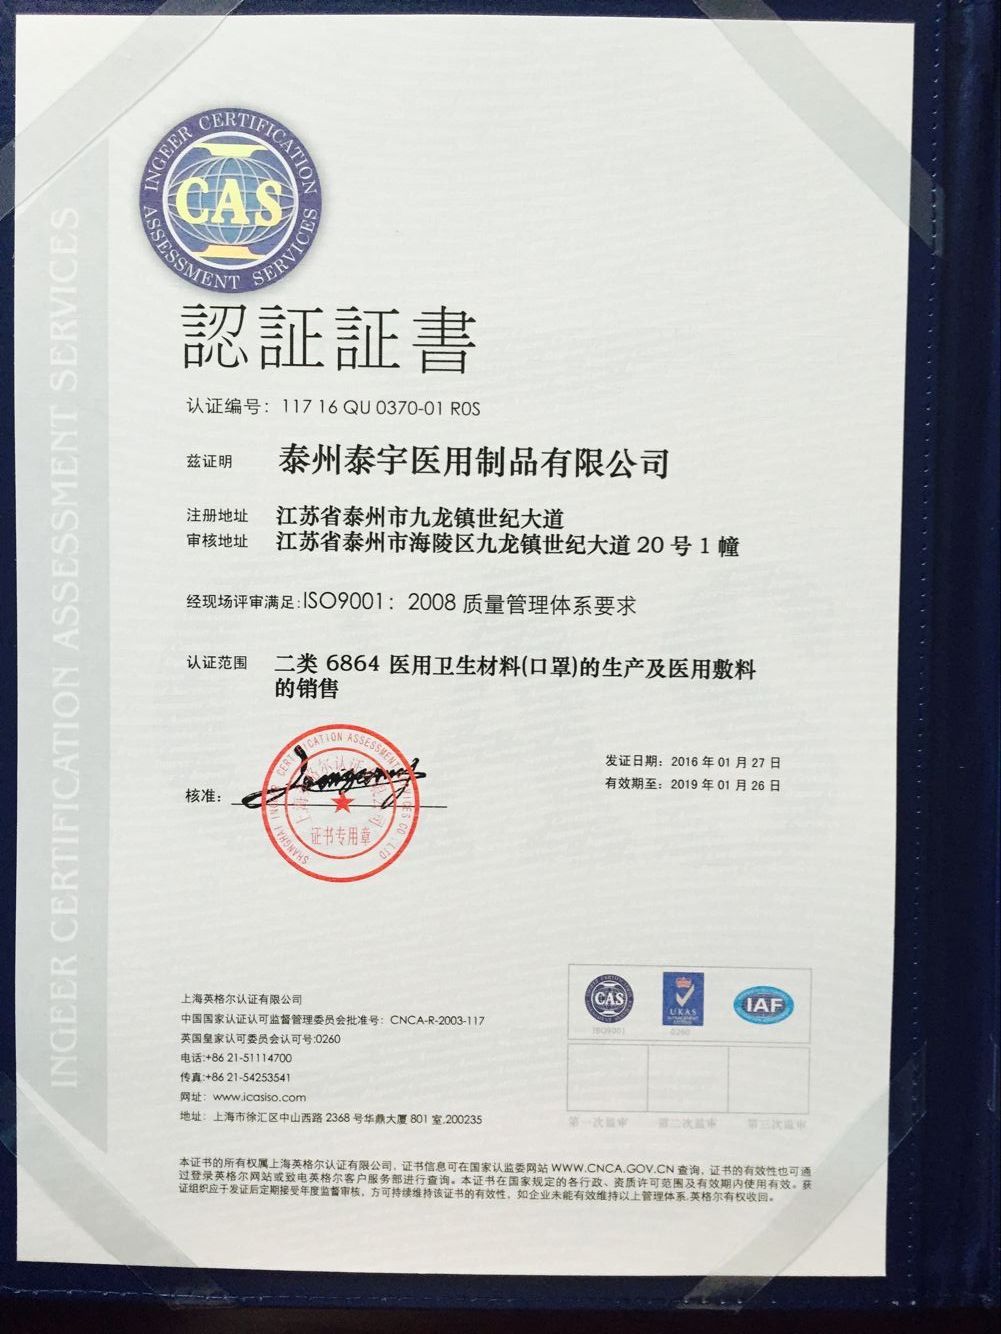 INGEER CERTIFICATION ASSESSMENT SERVICES
INGEER CERTIFICATION
CAS
ASSESSMENT SERVICES
認証証書
认证编号：117 16 QU 0370-01 R0S
兹证明 泰州泰宇医用制品有限公司
注册地址 江苏省泰州市九龙镇世纪大道
审核地址 江苏省泰州市海陵区九龙镇世纪大道 20 号 1 幢
经现场评审满足:ISO9001：2008 质量管理体系要求
认证范围 二类 6864 医用卫生材料(口罩)的生产及医用敷料
的销售
发证日期：2016 年 01 月 27 日
有效期至：2019 年 01 月 26 日
核准：
SHANGHAI INGEER CERTIFICATION ASSESSMENT SERVICES CO.,LTD
证书专用章
上海英格尔认证有限公司
中国国家认证认可监督管理委员会批准号：CNCA-R-2003-117
英国皇家认可委员会认可号:0260
电话:+86 21-51114700
传真:+86 21-54253541
网址：www.icasiso.com
地址：上海市徐汇区中山西路 2368 号华鼎大厦 801 室,200235
CAS
ISO9001
UKAS
MANAGEMENT
SYSTEMS
0260
IAF
第一次监审 第二次监审 第三次监审
本证书的所有权属上海英格尔认证有限公司，证书信息可在国家认监委网站 WWW.CNCA.GOV.CN 查询，证书的有效性也可通
过登录英格尔网站或致电英格尔客户服务部进行查询。本证书在国家规定的各行政、资质许可范围及有效期内使用有效。获
证组织应于发证后定期接受年度监督审核，方可持续维持该证书的有效性，如企业未能有效维持以上管理体系,英格尔有权收回。